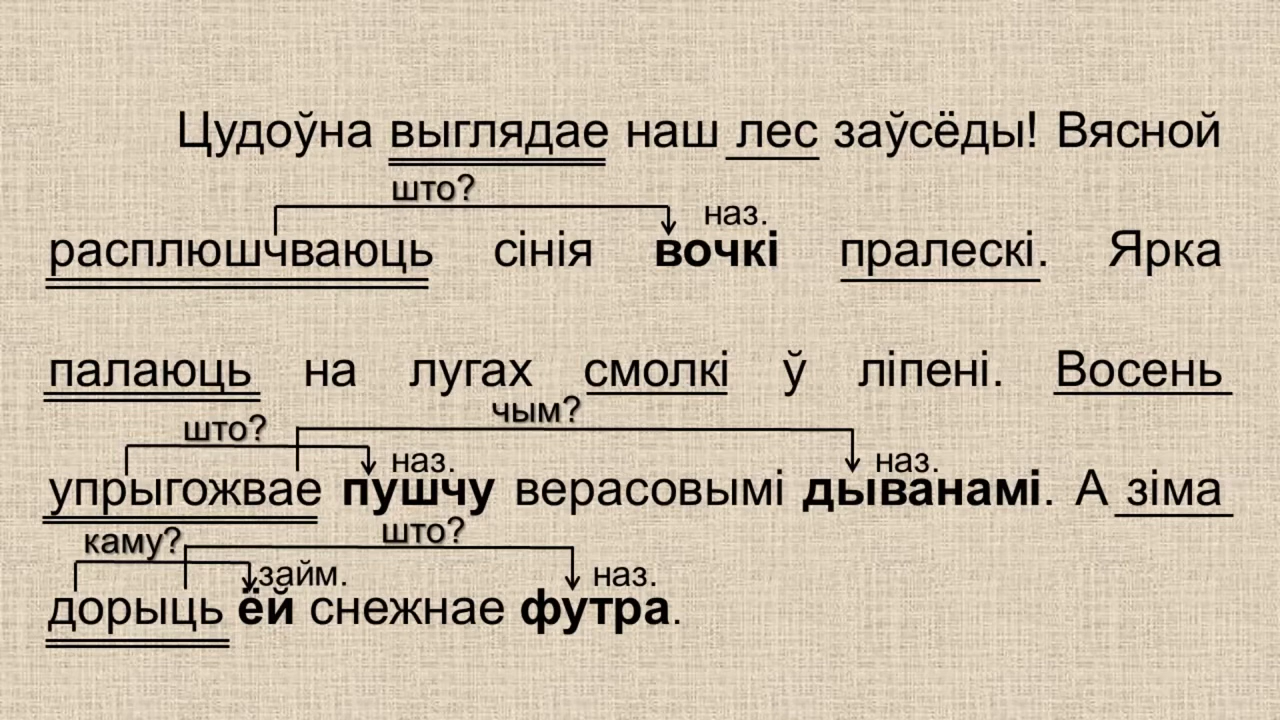 Цудоўна выглядае наш лес заўсёды! Вясной
што?
наз.
расплюшчваюць сінія вочкі пралескі. Ярка
палаюць на лугах смолкі ў ліпені. Восень
што? чым?
наз. наз.
упрыгожвае пушчу верасовымі дыванамі. А зіма
каму? што?
займ. наз.
дорыць ёй снежнае футра.